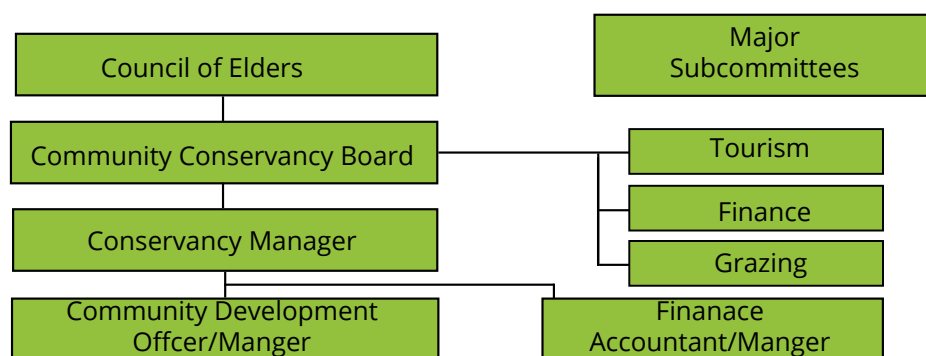 Council of Elders
Major
Subcommittees
Community Conservancy Board
Tourism
Finance
Conservancy Manager
Grazing
Community Development
Offcer/Manger
Finanace
Accountant/Manger